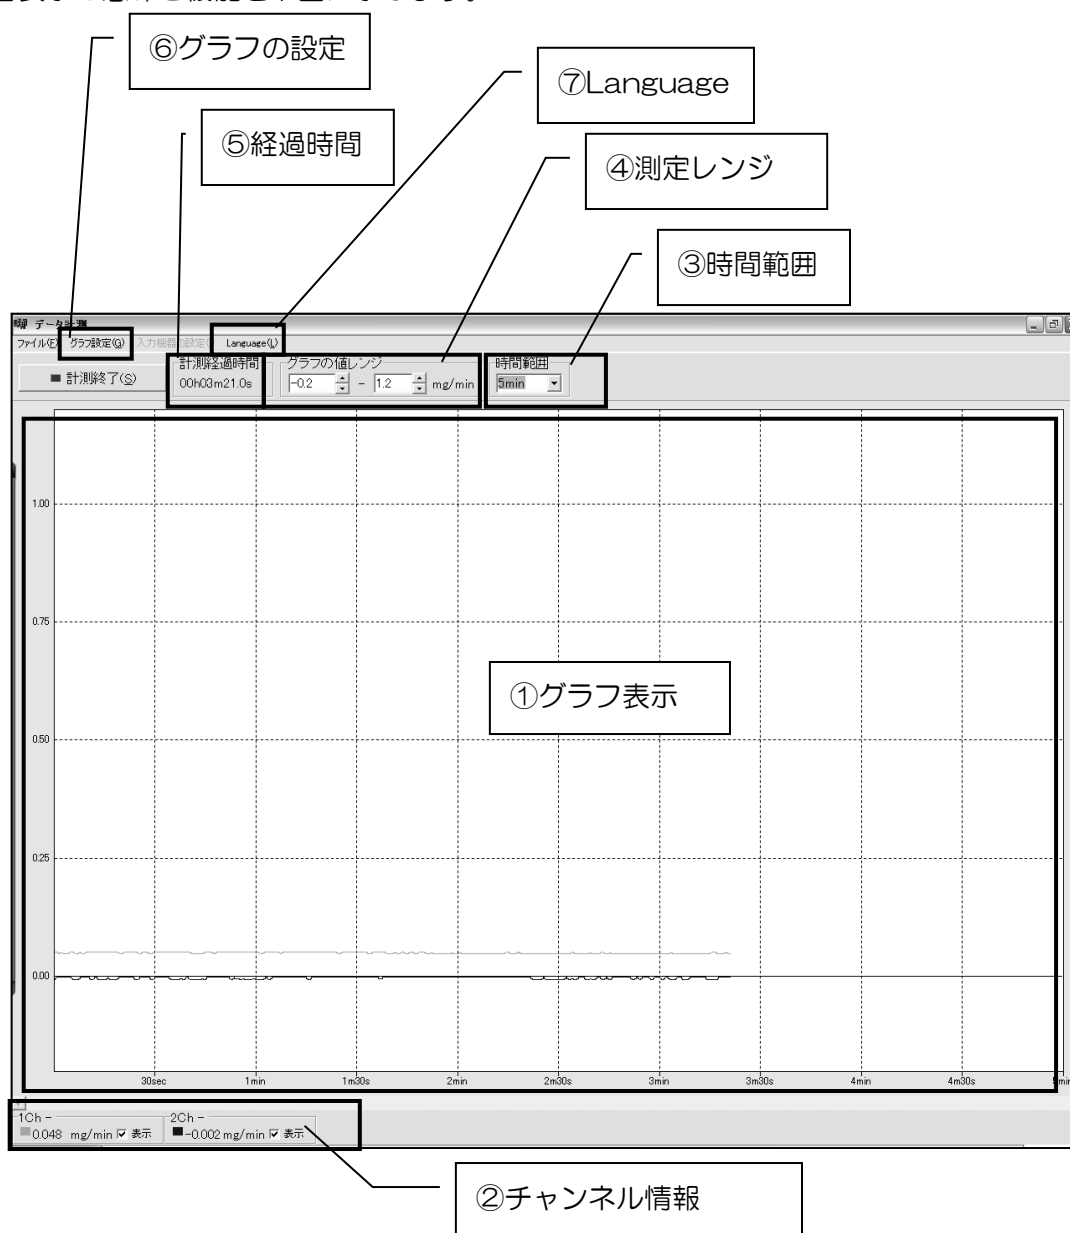 ⑥グラフの設定
⑦Language
⑤経過時間
④測定レンジ
③時間範囲
データ計測
ファイル(F) グラフ設定(G) 入力機器の設定 Language(L)
■ 計測終了(S)
計測経過時間
00h03m21.0s
グラフの値レンジ
-0.2 - 1.2 mg/min
時間範囲
5min
1.00
0.75
①グラフ表示
0.50
0.25
0.00
30sec 1min 1m30s 2min 2m30s 3min 3m30s 4min 4m30s
1Ch - 2Ch -
0.048 mg/min 表示 -0.002 mg/min 表示
②チャンネル情報